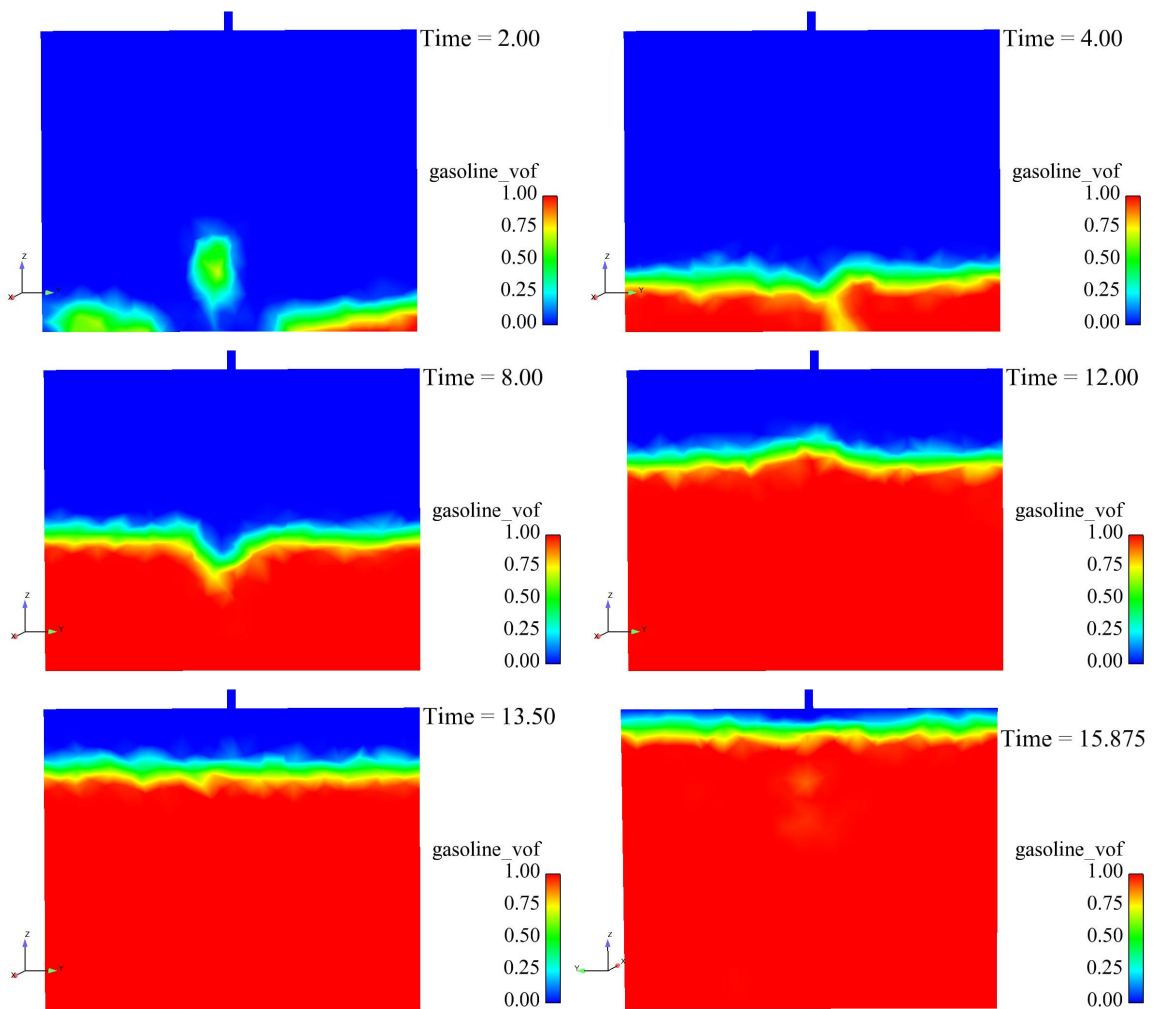 Time = 2.00
gasoline_vof
1.00
0.75
0.50
0.25
0.00
Z
X
Y
Time = 4.00
gasoline_vof
1.00
0.75
0.50
0.25
0.00
Z
X
Y
Time = 8.00
gasoline_vof
1.00
0.75
0.50
0.25
0.00
Z
X
Y
Time = 12.00
gasoline_vof
1.00
0.75
0.50
0.25
0.00
Z
X
Y
Time = 13.50
gasoline_vof
1.00
0.75
0.50
0.25
0.00
Z
X
Y
Time = 15.875
gasoline_vof
1.00
0.75
0.50
0.25
0.00
Z
X
Y